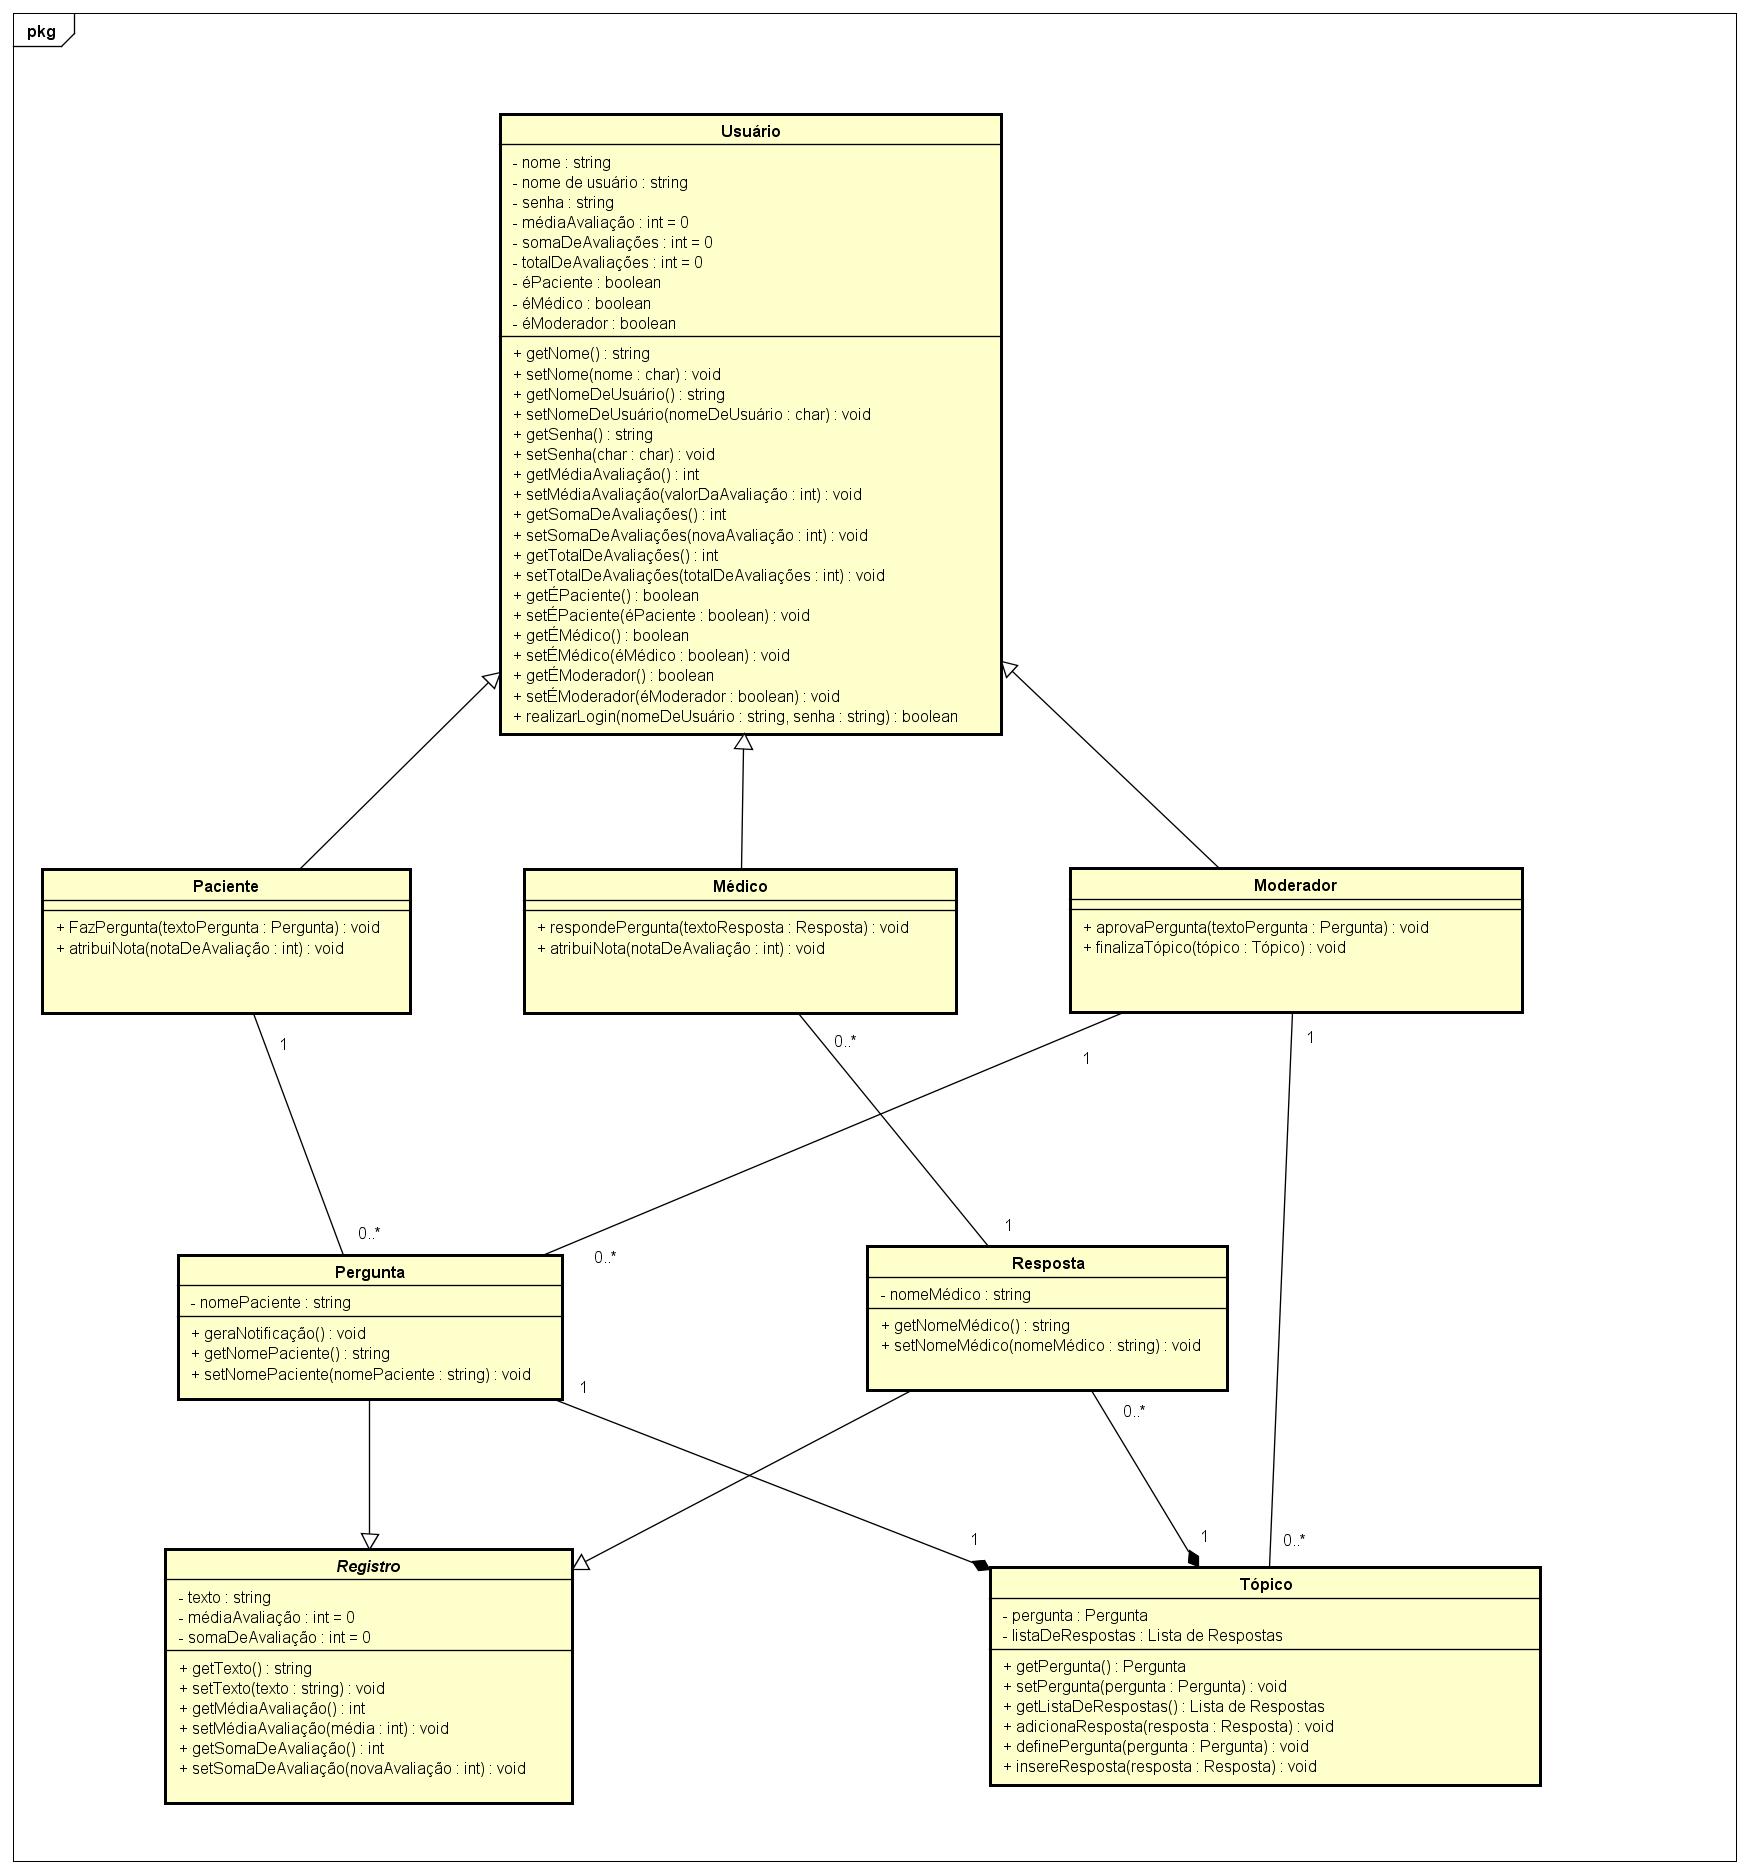 pkg
Usuário
- nome : string
- nome de usuário : string
- senha : string
- médiaAvaliação : int = 0
- somaDeAvaliações : int = 0
- totalDeAvaliações : int = 0
- éPaciente : boolean
- éMédico : boolean
- éModerador : boolean
+ getNome() : string
+ setNome(nome : char) : void
+ getNomeDeUsuário() : string
+ setNomeDeUsuário(nomeDeUsuário : char) : void
+ getSenha() : string
+ setSenha(char : char) : void
+ getMédiaAvaliação() : int
+ setMédiaAvaliação(valorDaAvaliação : int) : void
+ getSomaDeAvaliações() : int
+ setSomaDeAvaliações(novaAvaliação : int) : void
+ getTotalDeAvaliações() : int
+ setTotalDeAvaliações(totalDeAvaliações : int) : void
+ getÉPaciente() : boolean
+ setÉPaciente(éPaciente : boolean) : void
+ getÉMédico() : boolean
+ setÉMédico(éMédico : boolean) : void
+ getÉModerador() : boolean
+ setÉModerador(éModerador : boolean) : void
+ realizarLogin(nomeDeUsuário : string, senha : string) : boolean
Paciente
+ FazPergunta(textoPergunta : Pergunta) : void
+ atribuiNota(notaDeAvaliação : int) : void
Médico
+ respondePergunta(textoResposta : Resposta) : void
+ atribuiNota(notaDeAvaliação : int) : void
Moderador
+ aprovaPergunta(textoPergunta : Pergunta) : void
+ finalizaTópico(tópico : Tópico) : void
1
0..*
1
1
0..*
0..*
1
Pergunta
- nomePaciente : string
+ geraNotificação() : void
+ getNomePaciente() : string
+ setNomePaciente(nomePaciente : string) : void
Resposta
- nomeMédico : string
+ getNomeMédico() : string
+ setNomeMédico(nomeMédico : string) : void
1
0..*
1
1
0..*
Registro
- texto : string
- médiaAvaliação : int = 0
- somaDeAvaliação : int = 0
+ getTexto() : string
+ setTexto(texto : string) : void
+ getMédiaAvaliação() : int
+ setMédiaAvaliação(média : int) : void
+ getSomaDeAvaliação() : int
+ setSomaDeAvaliação(novaAvaliação : int) : void
Tópico
- pergunta : Pergunta
- listaDeRespostas : Lista de Respostas
+ getPergunta() : Pergunta
+ setPergunta(pergunta : Pergunta) : void
+ getListaDeRespostas() : Lista de Respostas
+ adicionaResposta(resposta : Resposta) : void
+ definePergunta(pergunta : Pergunta) : void
+ insereResposta(resposta : Resposta) : void